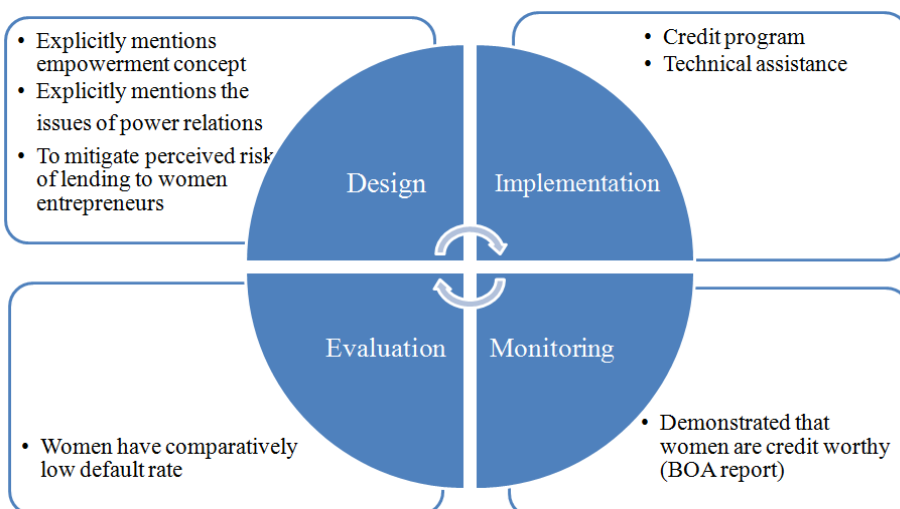 • Explicitly mentions
empowerment concept
• Explicitly mentions the
issues of power relations
• To mitigate perceived risk
of lending to women
entrepreneurs
• Credit program
• Technical assistance
Design
Implementation
Evaluation
Monitoring
• Women have comparatively
low default rate
• Demonstrated that
women are credit worthy
(BOA report)